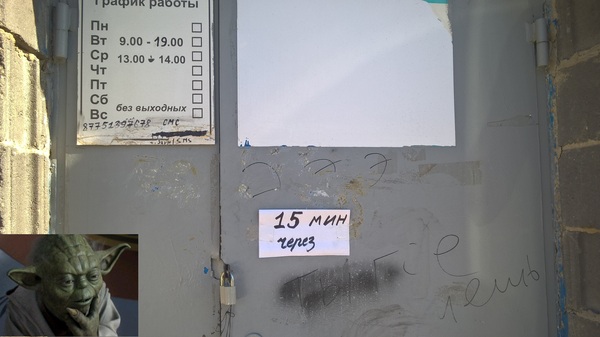 График работы
Пн
Вт 9.00 - 19.00
Ср 13.00 14.00
Чт
Пт
Сб
Вс без выходных
СМС
15 мин
через